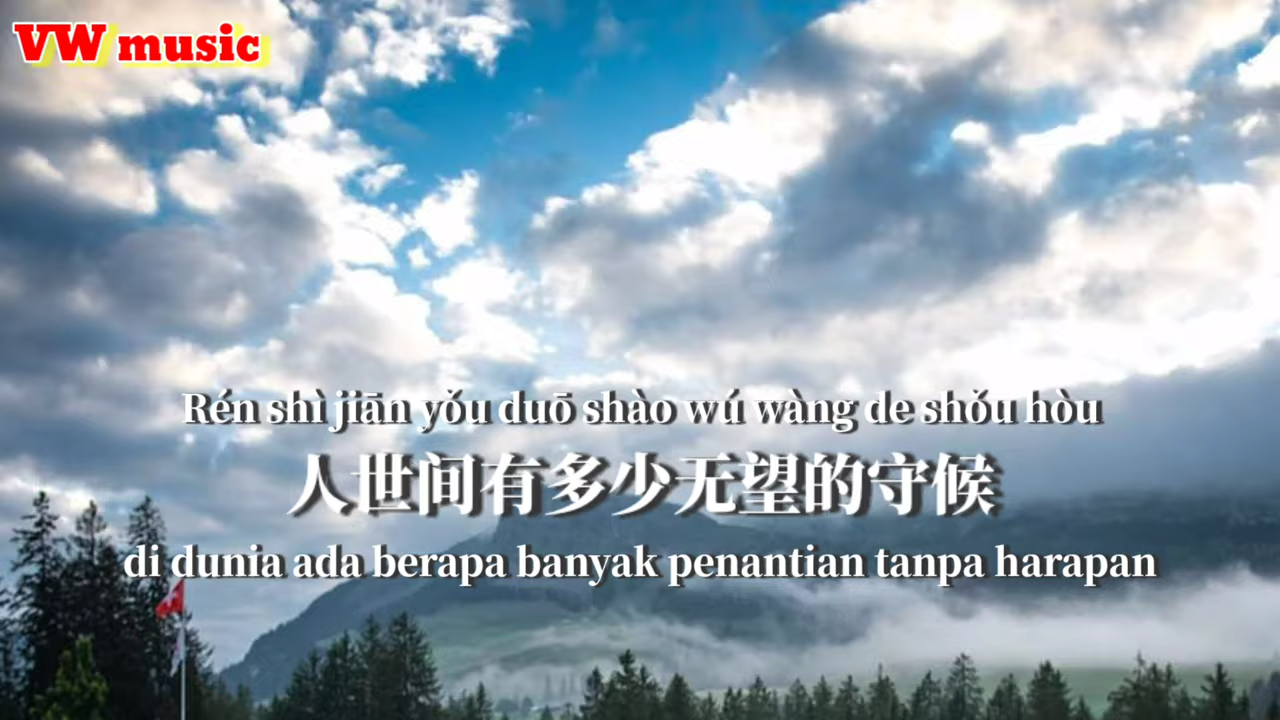 VW music
Rén shì jiān yǒu duō shào wú wàng de shǒu hòu
人世间有多少无望的守候
di dunia ada berapa banyak penantian tanpa harapan